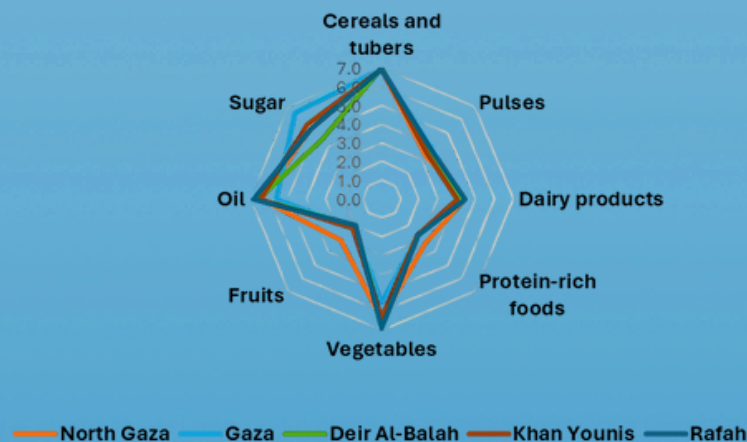 Cereals and
tubers
7.0
6.0
Sugar
Pulses
5.0
4.0
3.0
2.0
1.0
Oil
0.0
Dairy products
Fruits
Protein-rich
foods
Vegetables
North Gaza Gaza Deir Al-Balah Khan Younis Rafah